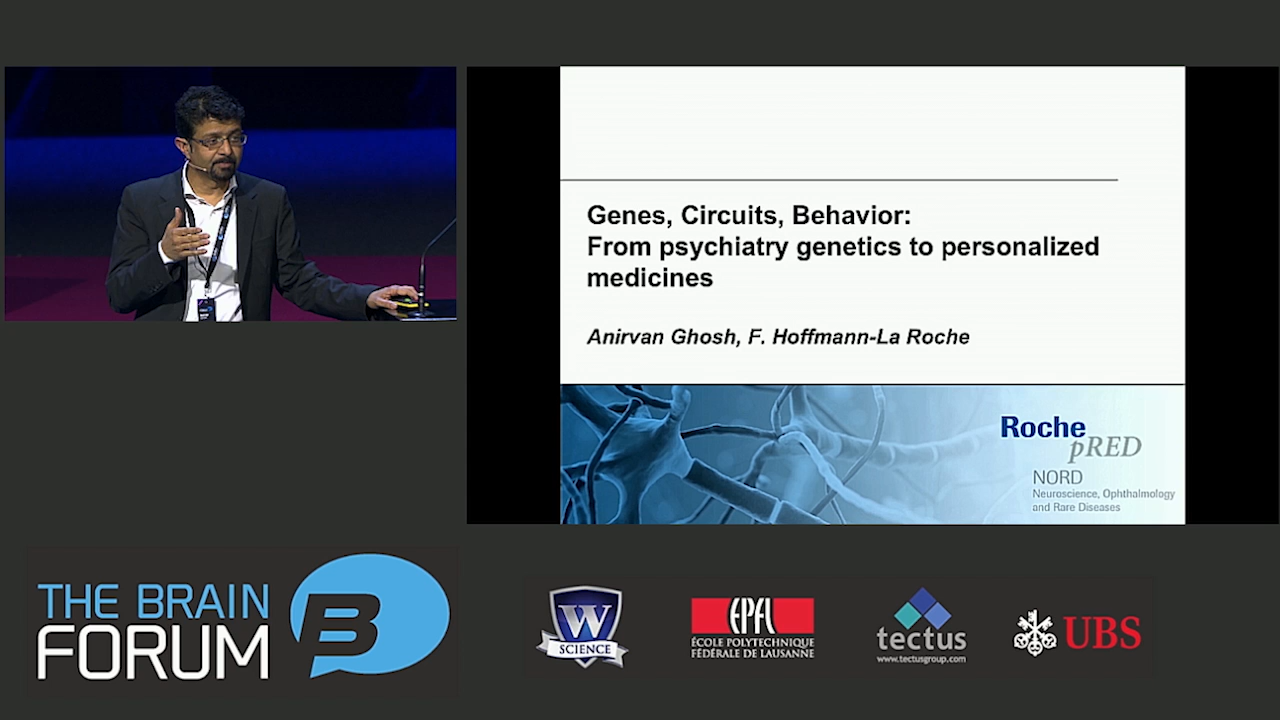 Genes, Circuits, Behavior:
From psychiatry genetics to personalized
medicines
Anirvan Ghosh, F. Hoffmann-La Roche
Roche
pRED
NORD
Neuroscience, Ophthalmology
and Rare Diseases
THE BRAIN
FORUM
B
W
SCIENCE
EPFL
ÉCOLE POLYTECHNIQUE
FÉDÉRALE DE LAUSANNE
tectus
www.tectusgroup.com
UBS